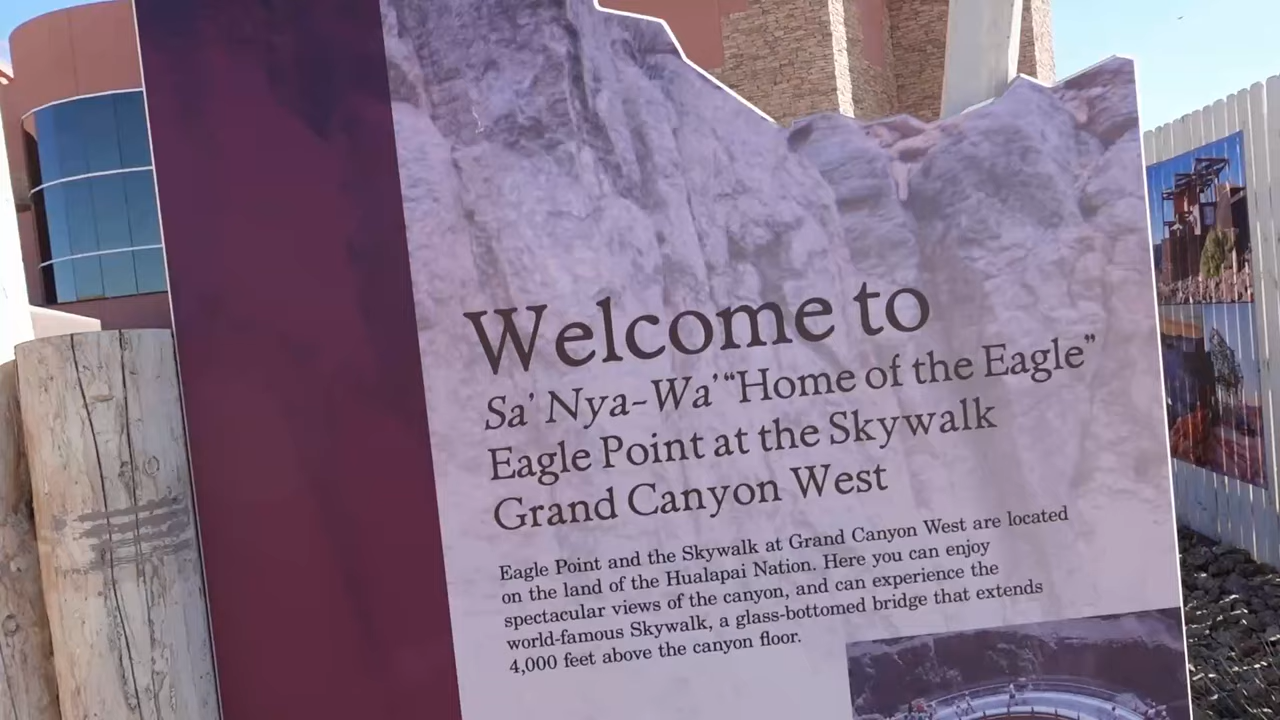 Welcome to
Sa' Nya-Wa' “Home of the Eagle”
Eagle Point at the Skywalk
Grand Canyon West
Eagle Point and the Skywalk at Grand Canyon West are located
on the land of the Hualapai Nation. Here you can enjoy
spectacular views of the canyon, and can experience the
world-famous Skywalk, a glass-bottomed bridge that extends
4,000 feet above the canyon floor.